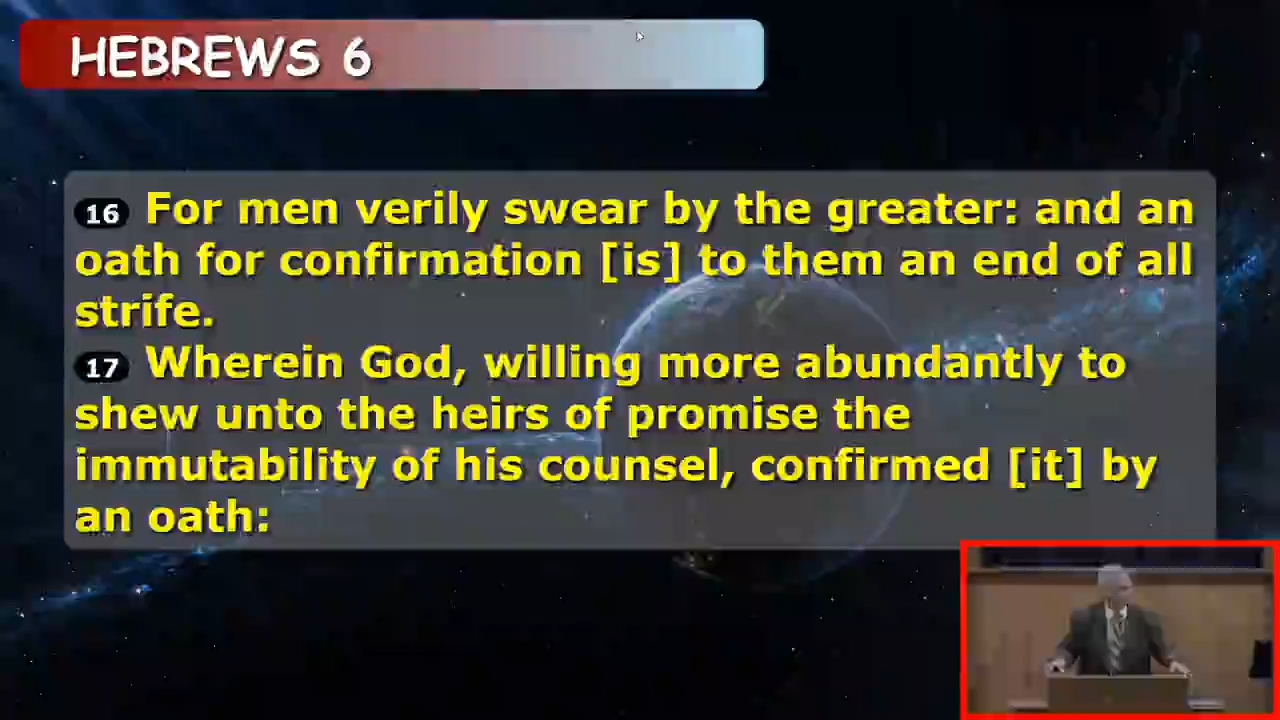 HEBREWS 6
16 For men verily swear by the greater: and an
oath for confirmation [is] to them an end of all
strife.
17 Wherein God, willing more abundantly to
shew unto the heirs of promise the
immutability of his counsel, confirmed [it] by
an oath: